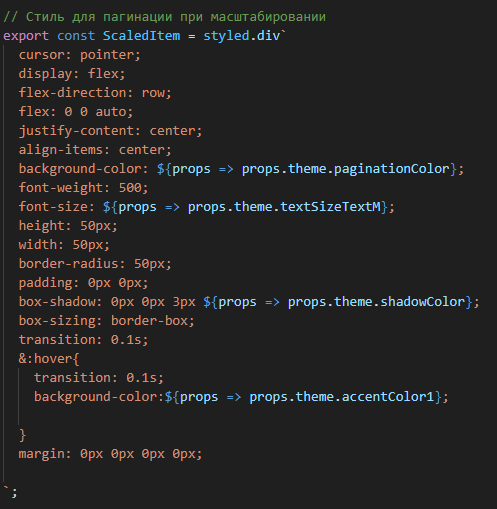 // Стиль для пагинации при масштабировании
export const ScaledItem = styled.div`
  cursor: pointer;
  display: flex;
  flex-direction: row;
  flex: 0 0 auto;
  justify-content: center;
  align-items: center;
  background-color: ${props => props.theme.paginationColor};
  font-weight: 500;
  font-size: ${props => props.theme.textSizeTextM};
  height: 50px;
  width: 50px;
  border-radius: 50px;
  padding: 0px 0px;
  box-shadow: 0px 0px 3px ${props => props.theme.shadowColor};
  box-sizing: border-box;
  transition: 0.1s;
  &:hover{
    transition: 0.1s;
    background-color:${props => props.theme.accentColor1};
  }
  margin: 0px 0px 0px 0px;
`;